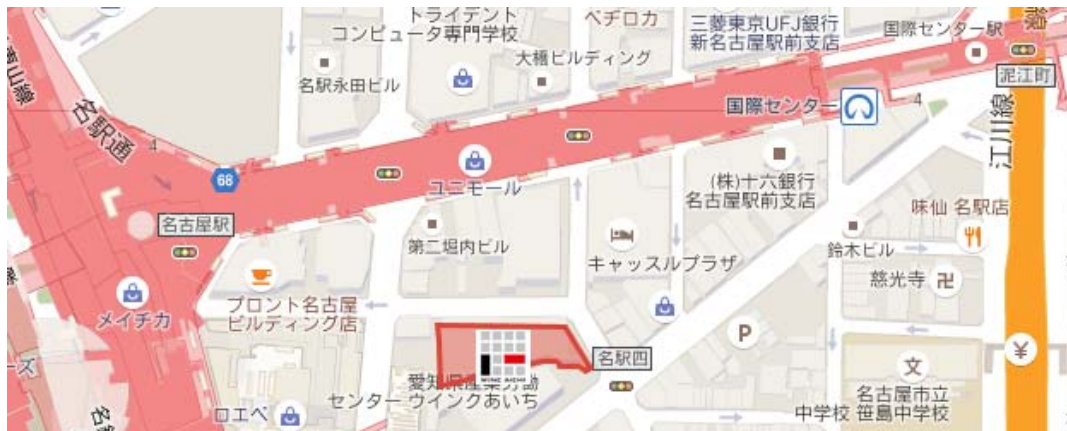 トライデント
コンピュータ専門学校
ペヂロカ
三菱東京UFJ銀行
新名古屋駅前支店
国際センター駅
泥江町
大橋ビルディング
名駅永田ビル
名駅通
4
68
国際センター
4
江川線
ユニモール
(株)十六銀行
名古屋駅前支店
味仙 名駅店
名古屋駅
第二堀内ビル
キャッスルプラザ
鈴木ビル
慈光寺
メイチカ
プロント名古屋
ビルディング店
P
名駅四
WINC AICHI
愛知県産業労働
センター ウインクあいち
文
名古屋市立
中学校 笹島中学校
¥
ロエベ
ーズ